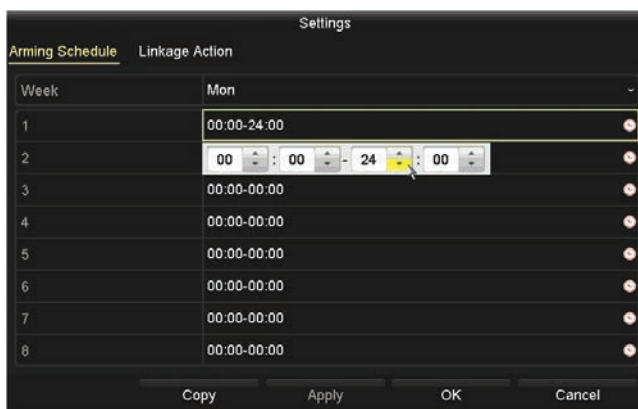 Settings
Arming Schedule Linkage Action
Week Mon
1 00:00-24:00
2 00 : 00 - 24 : 00
3 00:00-00:00
4 00:00-00:00
5 00:00-00:00
6 00:00-00:00
7 00:00-00:00
8 00:00-00:00
Copy Apply OK Cancel